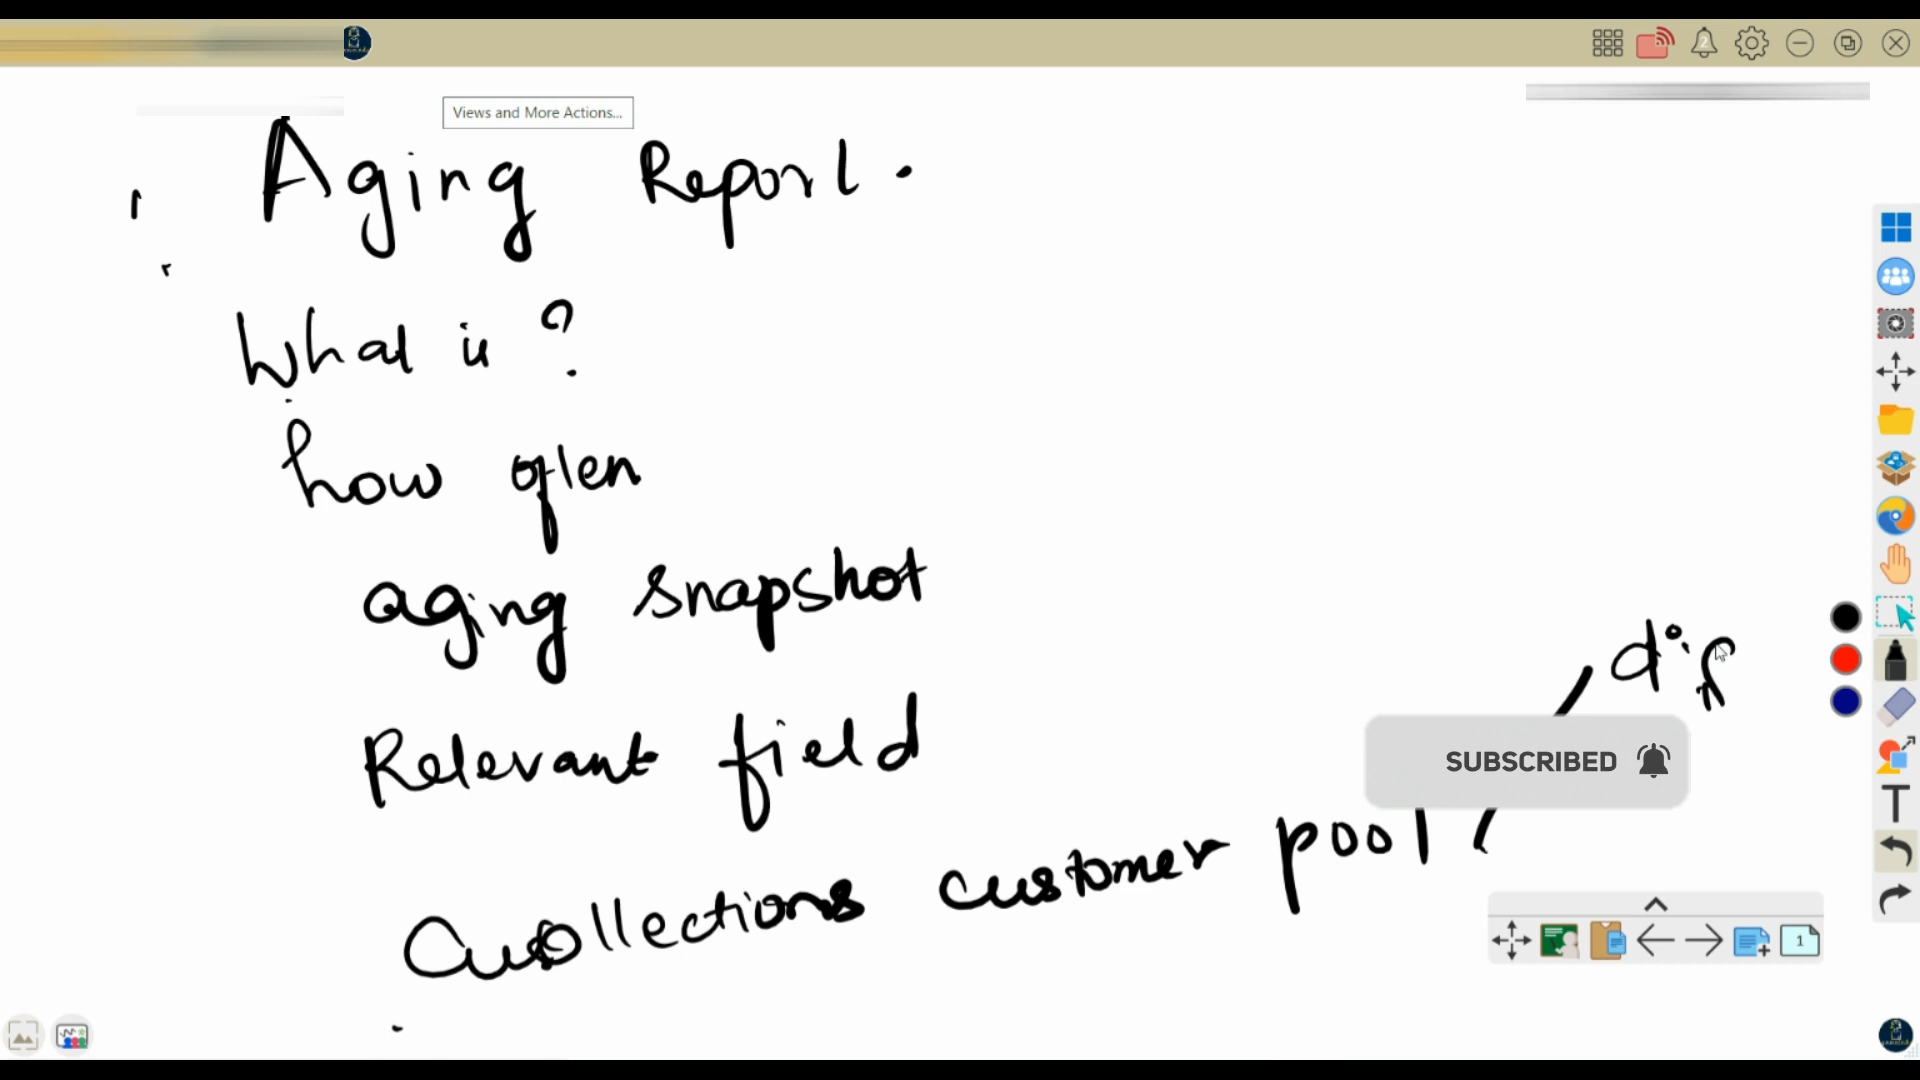 Views and More Actions...
Aging Report.
What is ?
how often
aging snapshot
Relevant field
dif
SUBSCRIBED
Collections customer pool /
1